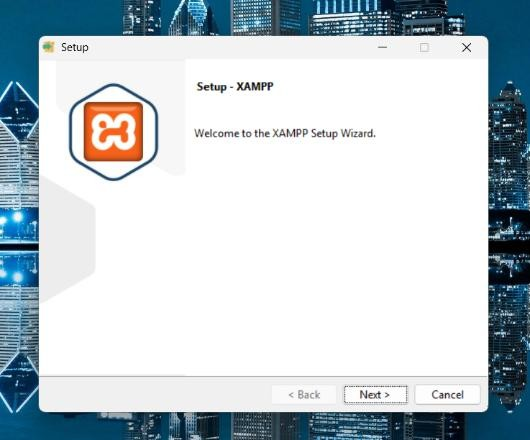 Setup
Setup - XAMPP
Welcome to the XAMPP Setup Wizard.
< Back
Next >
Cancel